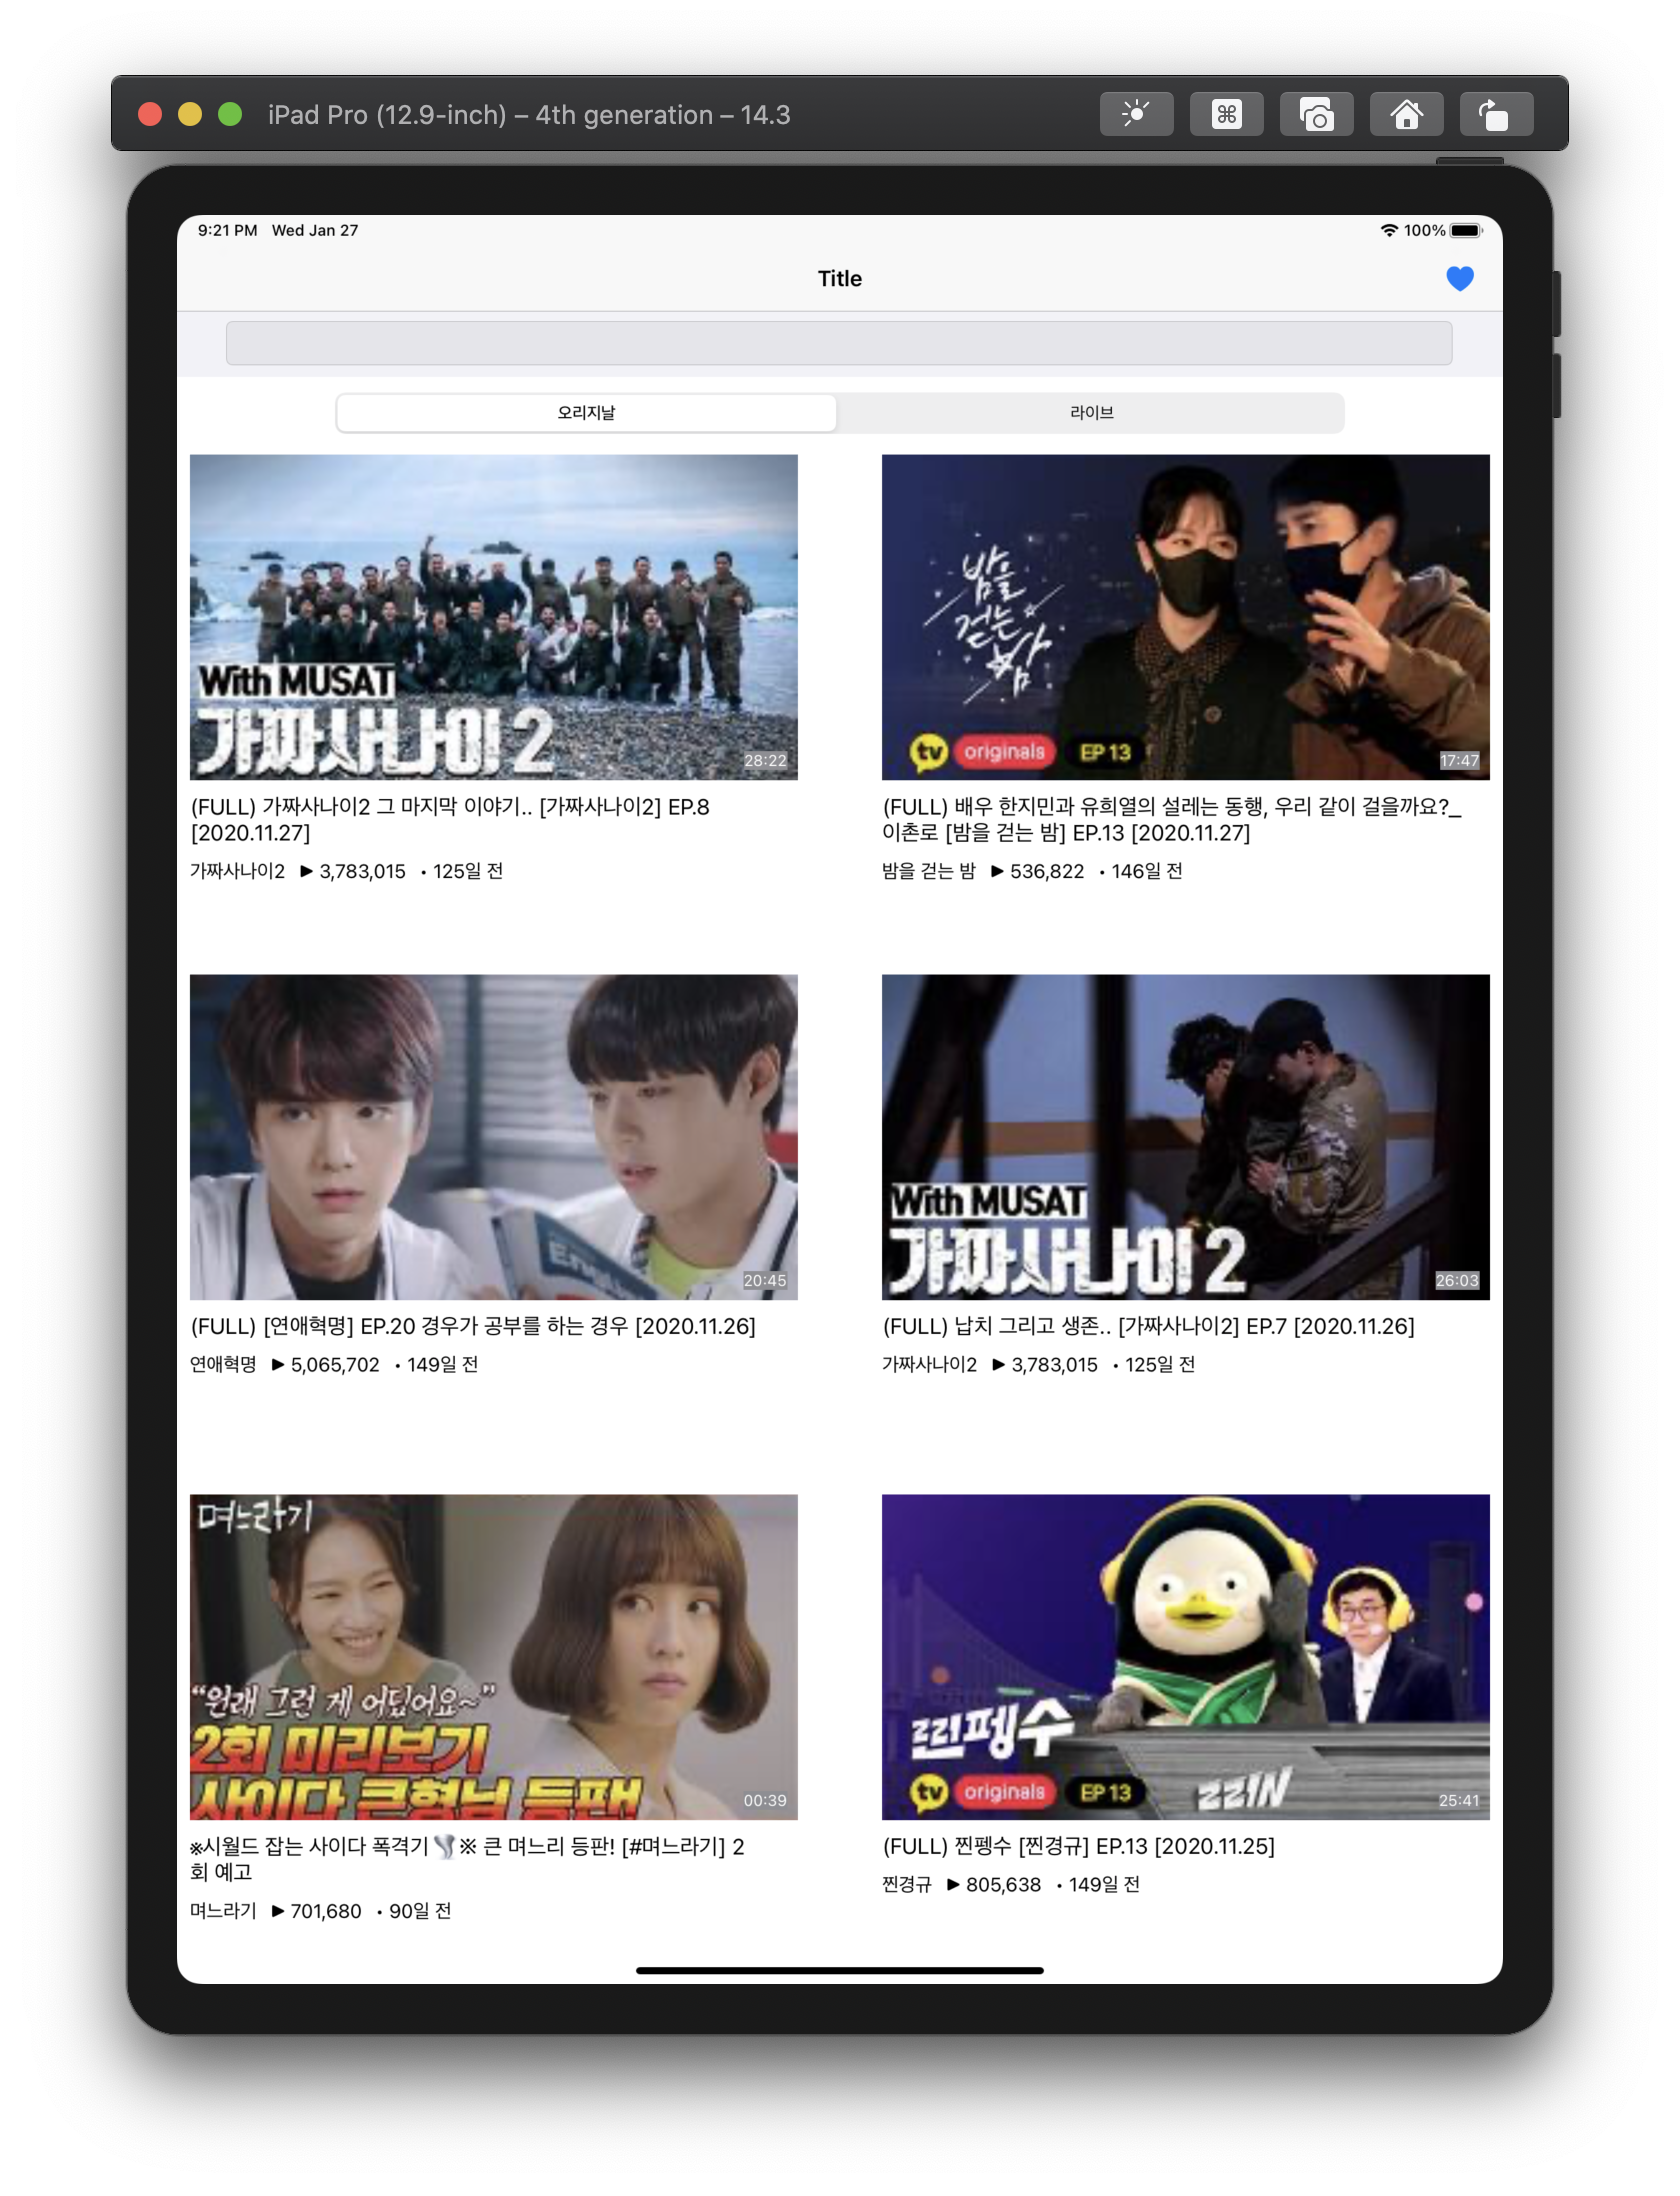 iPad Pro (12.9-inch) – 4th generation – 14.3
9:21 PM Wed Jan 27
100%
Title
오리지날
라이브
With MUSAT
가짜사나이2
28:22
(FULL) 가짜사나이2 그 마지막 이야기.. [가짜사나이2] EP.8
[2020.11.27]
가짜사나이2 ▶ 3,783,015 • 125일 전
밤을
걷는
밤
tv originals EP 13
17:47
(FULL) 배우 한지민과 유희열의 설레는 동행, 우리 같이 걸을까요?_
이촌로 [밤을 걷는 밤] EP.13 [2020.11.27]
밤을 걷는 밤 ▶ 536,822 • 146일 전
20:45
(FULL) [연애혁명] EP.20 경우가 공부를 하는 경우 [2020.11.26]
연애혁명 ▶ 5,065,702 • 149일 전
With MUSAT
가짜사나이2
26:03
(FULL) 납치 그리고 생존.. [가짜사나이2] EP.7 [2020.11.26]
가짜사나이2 ▶ 3,783,015 • 125일 전
며느라기
“원래 그런 게 어딨어요~”
2회 미리보기
사이다 큰형님 등판!
00:39
※시월드 잡는 사이다 폭격기🌪※ 큰 며느리 등판! [#며느라기] 2
회 예고
며느라기 ▶ 701,680 • 90일 전
찐펭수
tv originals EP 13
ZZIN
25:41
(FULL) 찐펭수 [찐경규] EP.13 [2020.11.25]
찐경규 ▶ 805,638 • 149일 전